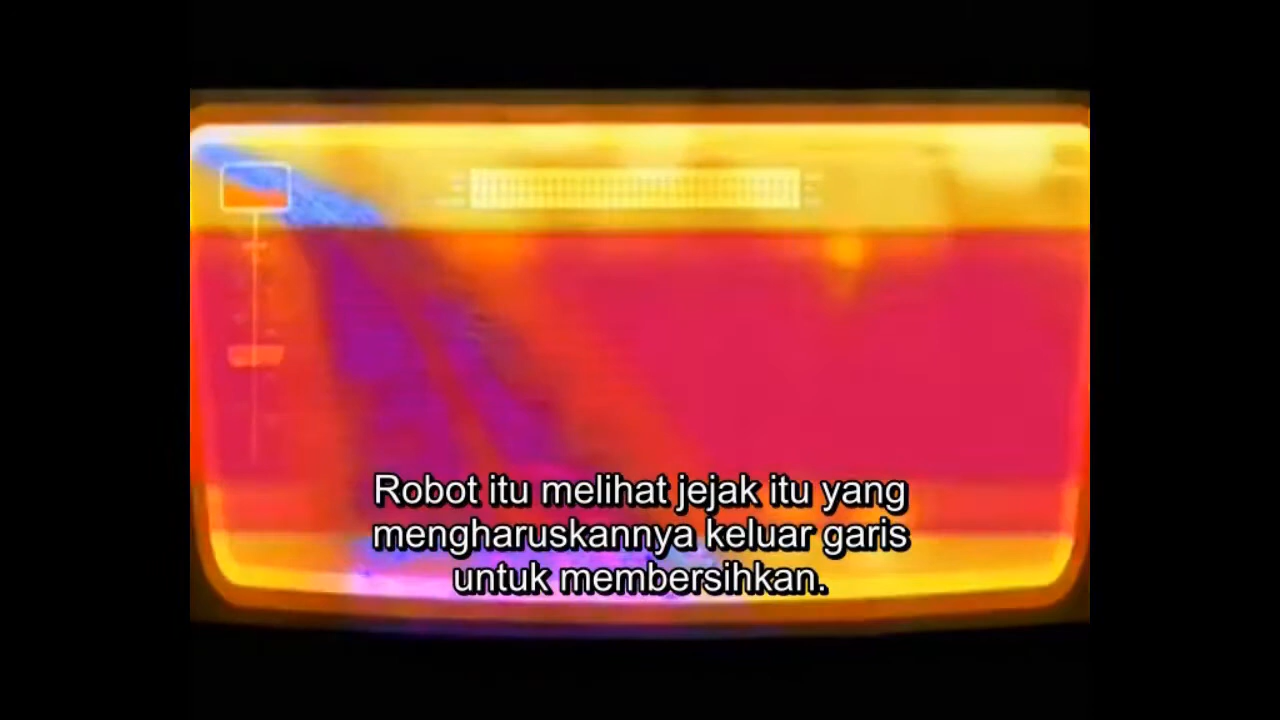 Robot itu melihat jejak itu yang
mengharuskannya keluar garis
untuk membersihkan.